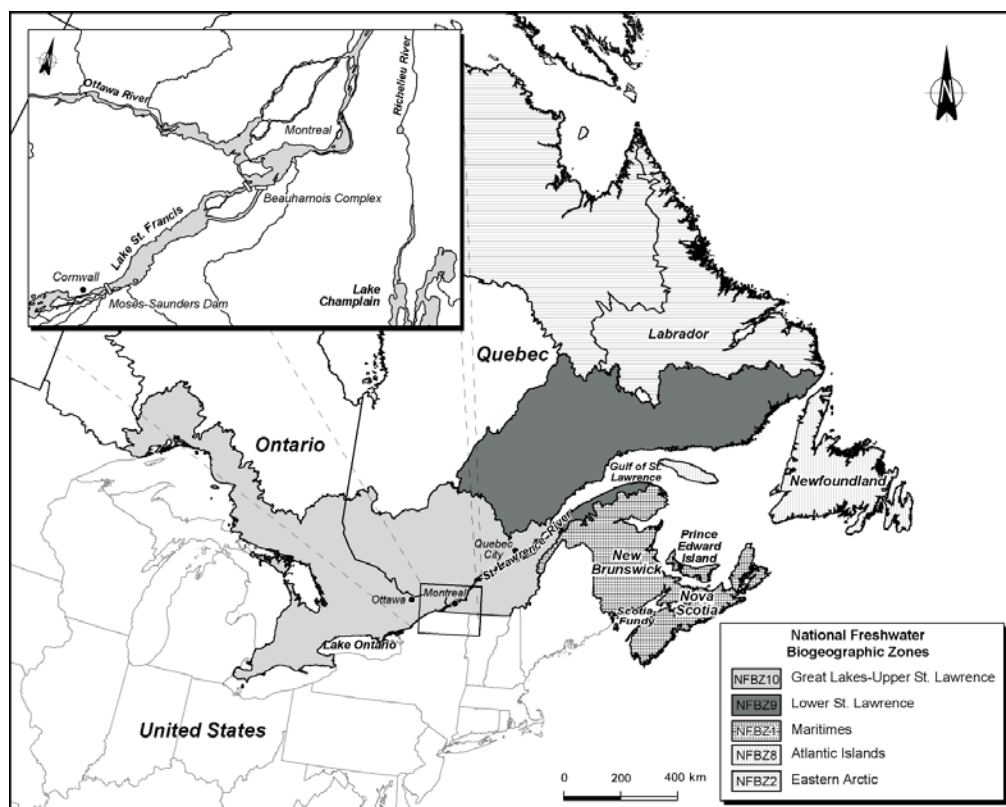 Ottawa River
Richelieu River
Montreal
Beauharnois Complex
Lake St. Francis
Cornwall
Moses-Saunders Dam
Lake
Champlain
N
Labrador
Quebec
Ontario
Gulf of St.
Lawrence
Newfoundland
St. Lawrence River
Quebec
City
Prince
Edward
Island
New
Brunswick
Nova
Scotia
Scotia-
Fundy
Ottawa
Montreal
Lake Ontario
United States
National Freshwater
Biogeographic Zones
NFBZ10 Great Lakes-Upper St. Lawrence
NFBZ9 Lower St. Lawrence
NFBZ1 Maritimes
NFBZ8 Atlantic Islands
NFBZ2 Eastern Arctic
0 200 400 km